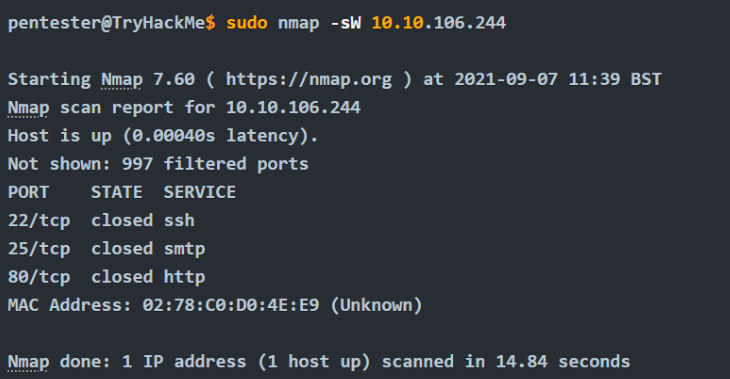 pentester@TryHackMe$ sudo nmap -sW 10.10.106.244
Starting Nmap 7.60 ( https://nmap.org ) at 2021-09-07 11:39 BST
Nmap scan report for 10.10.106.244
Host is up (0.00040s latency).
Not shown: 997 filtered ports
PORT    STATE  SERVICE
22/tcp  closed ssh
25/tcp  closed smtp
80/tcp  closed http
MAC Address: 02:78:C0:D0:4E:E9 (Unknown)
Nmap done: 1 IP address (1 host up) scanned in 14.84 seconds